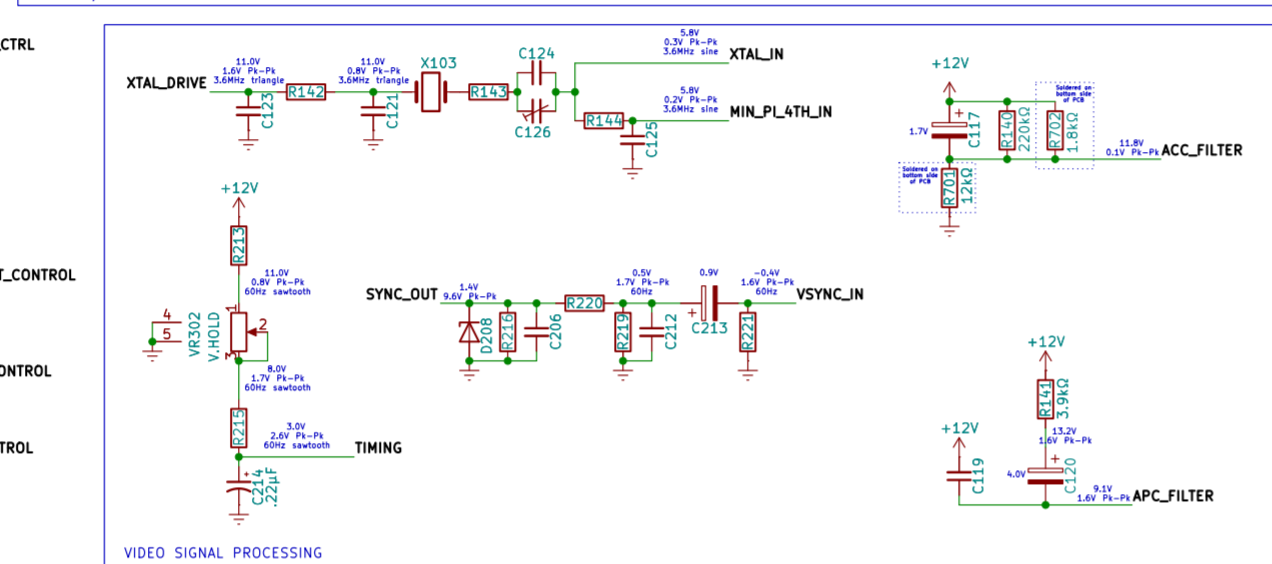 _CTRL
T_CONTROL
ONTROL
TROL
XTAL_DRIVE
11.0V
1.6V Pk-Pk
3.6MHz triangle
R142
C123
11.0V
0.8V Pk-Pk
3.6MHz triangle
C121
X103
R143
C124
C126
5.8V
0.3V Pk-Pk
3.6MHz sine
XTAL_IN
R144
5.8V
0.2V Pk-Pk
3.6MHz sine
MIN_PI_4TH_IN
C125
+12V
1.7V
+
C117
R140
220kΩ
Soldered on
bottom side
of PCB
R702
1.8kΩ
11.8V
0.1V Pk-Pk
ACC_FILTER
Soldered on
bottom side
of PCB
R701
12kΩ
+12V
R213
11.0V
0.8V Pk-Pk
60Hz sawtooth
4
5
VR302
V.HOLD
1
2
3
8.0V
1.7V Pk-Pk
60Hz sawtooth
R215
3.0V
2.6V Pk-Pk
60Hz sawtooth
TIMING
+
C214
.22µF
SYNC_OUT
1.4V
9.6V Pk-Pk
D208
R216
C206
R220
0.5V
1.7V Pk-Pk
60Hz
R219
C212
0.9V
+
C213
-0.4V
1.6V Pk-Pk
60Hz
VSYNC_IN
R221
+12V
R141
3.9kΩ
13.2V
1.6V Pk-Pk
+12V
C119
4.0V
+
C120
9.1V
1.6V Pk-Pk
APC_FILTER
VIDEO SIGNAL PROCESSING